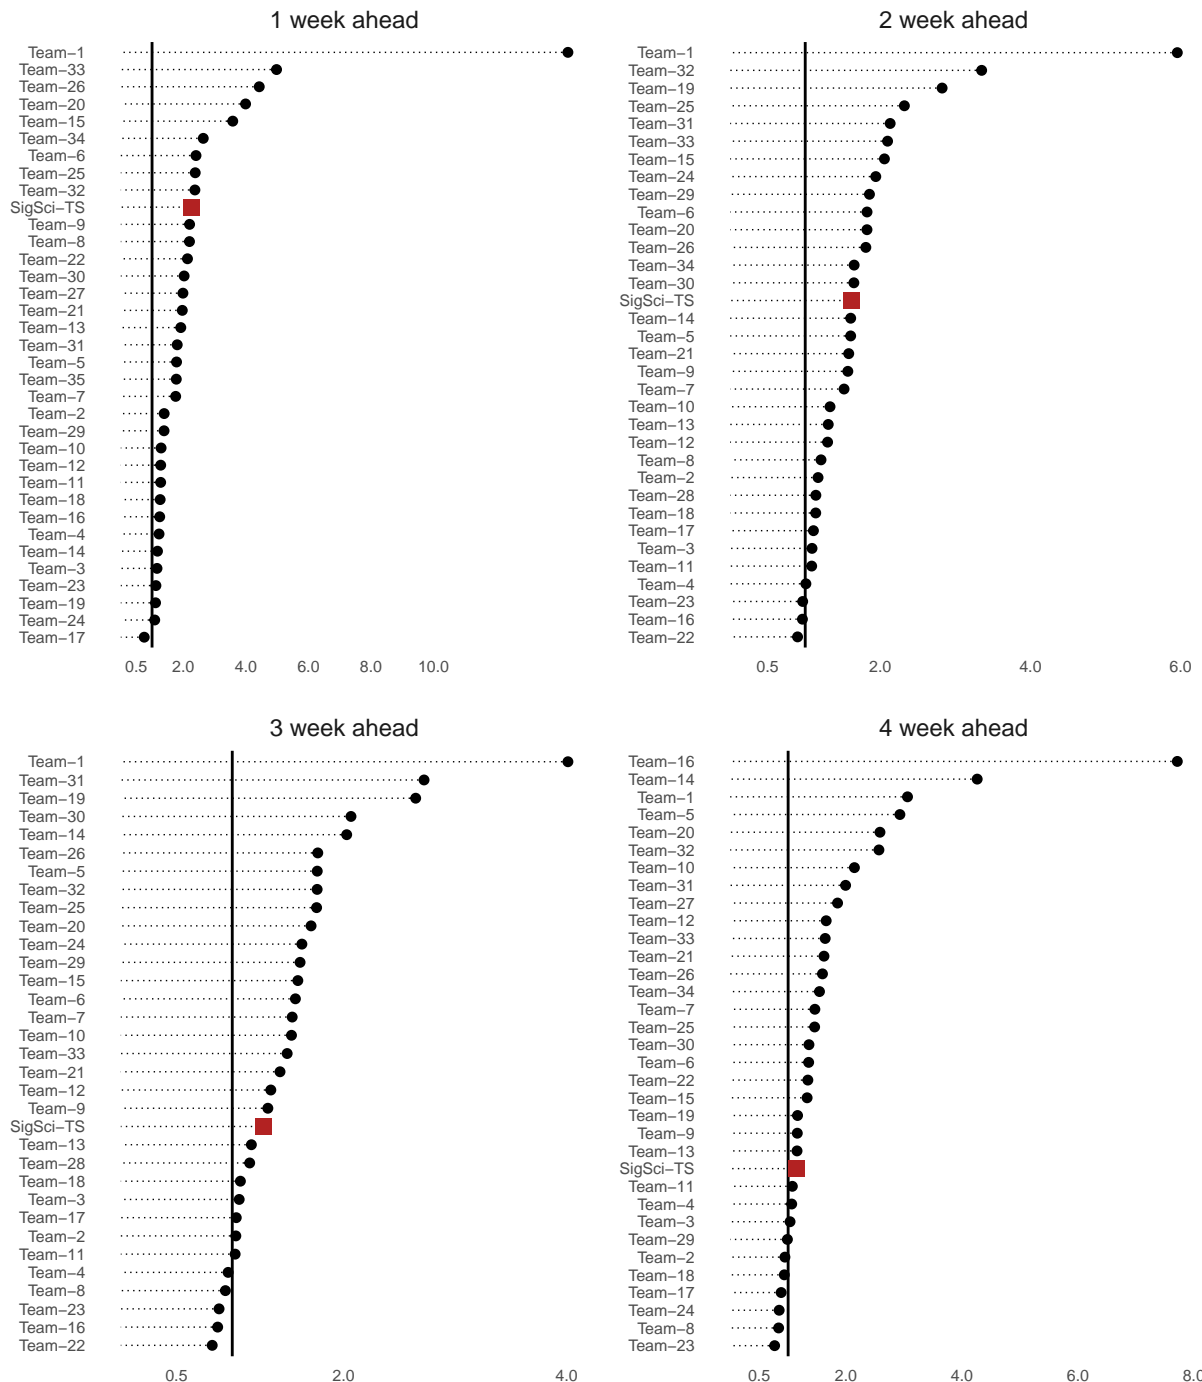 1 week ahead
Team−1
Team−33
Team−26
Team−20
Team−15
Team−34
Team−6
Team−25
Team−32
SigSci−TS
Team−9
Team−8
Team−22
Team−30
Team−27
Team−21
Team−13
Team−31
Team−5
Team−35
Team−7
Team−2
Team−29
Team−10
Team−12
Team−11
Team−18
Team−16
Team−4
Team−14
Team−3
Team−23
Team−19
Team−24
Team−17
0.5 2.0 4.0 6.0 8.0 10.0
2 week ahead
Team−1
Team−32
Team−19
Team−25
Team−31
Team−33
Team−15
Team−24
Team−29
Team−6
Team−20
Team−26
Team−34
Team−30
SigSci−TS
Team−14
Team−5
Team−21
Team−9
Team−7
Team−10
Team−13
Team−12
Team−8
Team−2
Team−28
Team−18
Team−17
Team−3
Team−11
Team−4
Team−23
Team−16
Team−22
0.5 2.0 4.0 6.0
3 week ahead
Team−1
Team−31
Team−19
Team−30
Team−14
Team−26
Team−5
Team−32
Team−25
Team−20
Team−24
Team−29
Team−15
Team−6
Team−7
Team−10
Team−33
Team−21
Team−12
Team−9
SigSci−TS
Team−13
Team−28
Team−18
Team−3
Team−17
Team−2
Team−11
Team−4
Team−8
Team−23
Team−16
Team−22
0.5 2.0 4.0
4 week ahead
Team−16
Team−14
Team−1
Team−5
Team−20
Team−32
Team−10
Team−31
Team−27
Team−12
Team−33
Team−21
Team−26
Team−34
Team−7
Team−25
Team−30
Team−6
Team−22
Team−15
Team−19
Team−9
Team−13
SigSci−TS
Team−11
Team−4
Team−3
Team−29
Team−2
Team−18
Team−17
Team−24
Team−8
Team−23
0.5 2.0 4.0 6.0 8.0